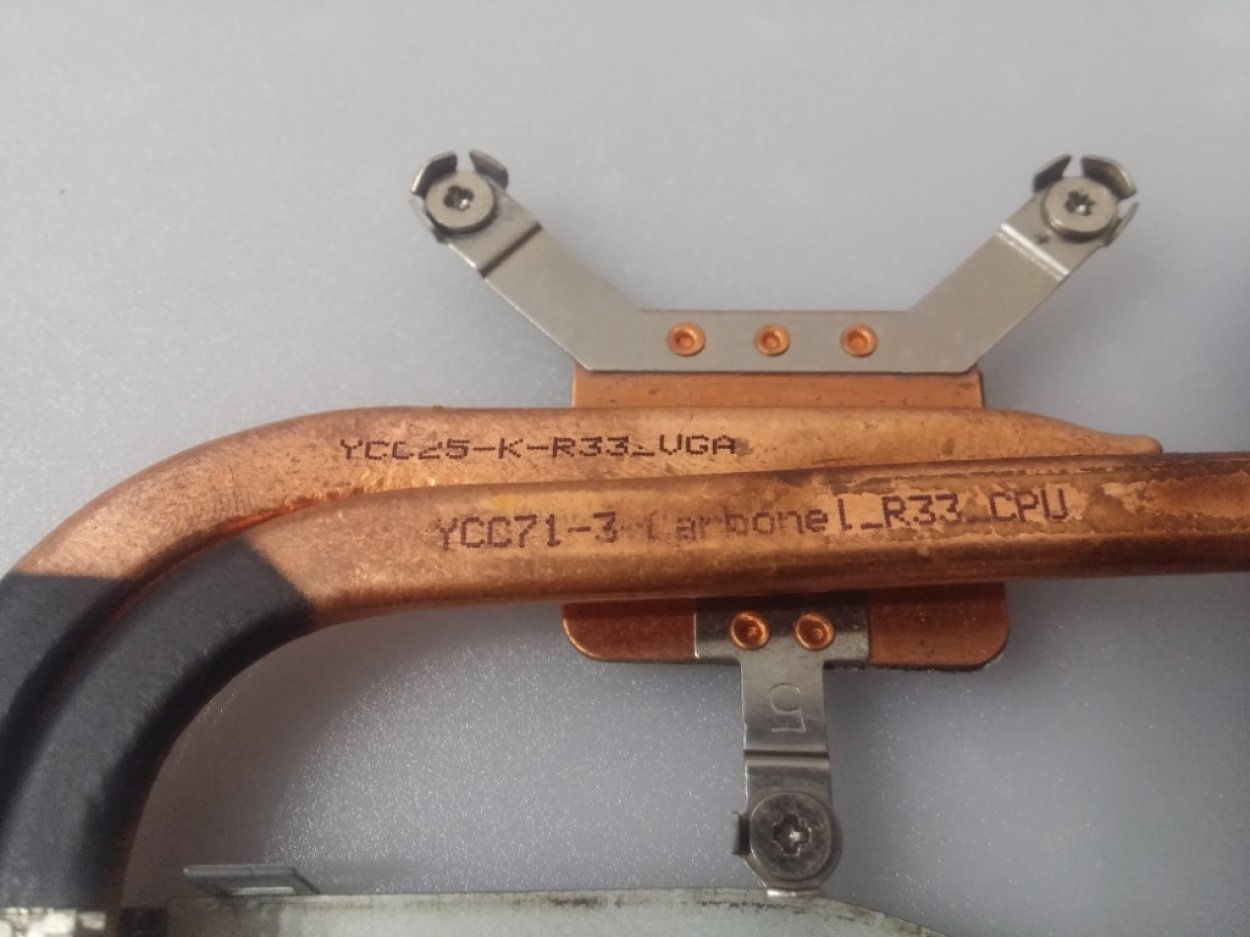 YCC25-K-R33_VGA
YCC71-3 Carbonel_R33_CPU
5